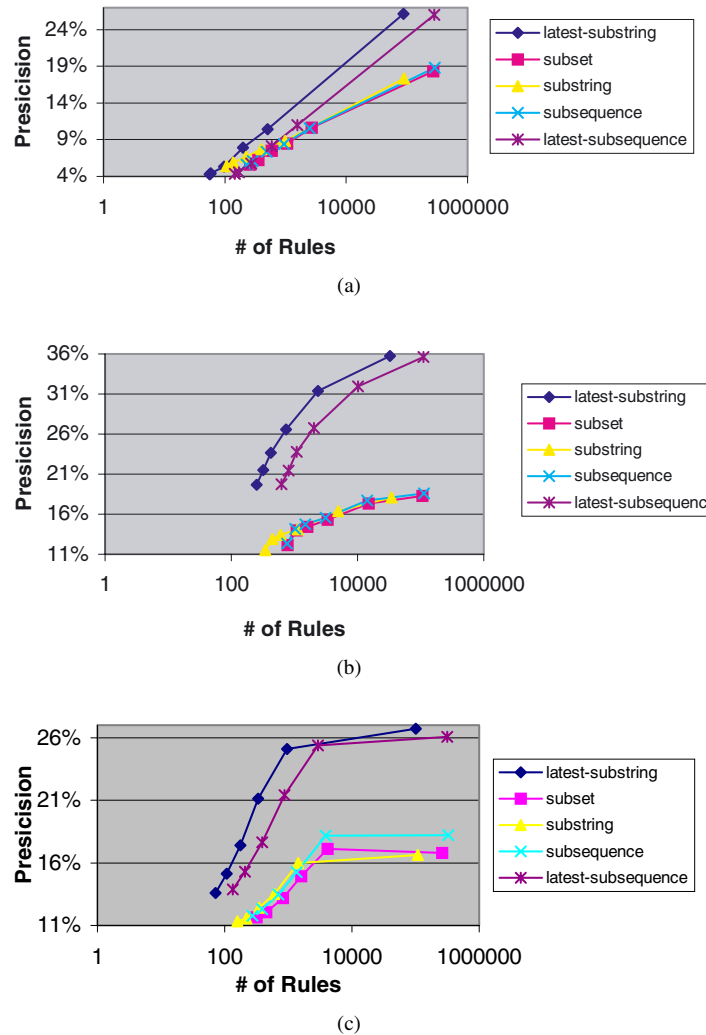 24%
19%
14%
9%
4%
Presicision
1 100 10000 1000000
# of Rules
latest-substring
subset
substring
subsequence
latest-subsequence
(a)
36%
31%
26%
21%
16%
11%
Presicision
1 100 10000 1000000
# of Rules
latest-substring
subset
substring
subsequence
latest-subsequence
(b)
26%
21%
16%
11%
Presicision
1 100 10000 1000000
# of Rules
latest-substring
subset
substring
subsequence
latest-subsequence
(c)